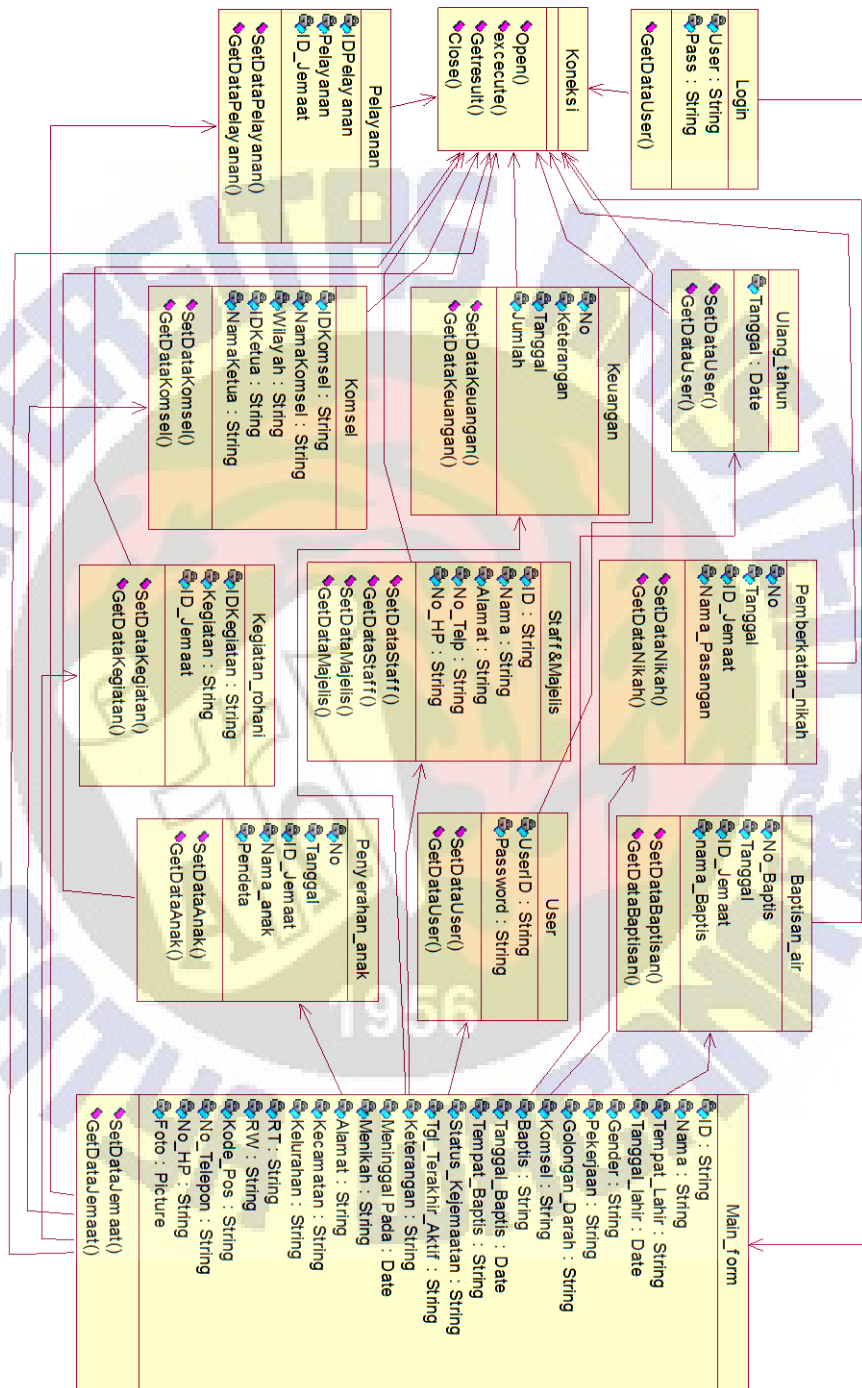 Login
User : String
Pass : String
GetDataUser()
Koneksi
Open()
excecute()
Getresult()
Close()
Pelayanan
IDPelayanan
Pelayanan
ID_Jemaat
SetDataPelayanan()
GetDataPelayanan()
Ulang_tahun
Tanggal : Date
SetDataUser()
GetDataUser()
Keuangan
No
Keterangan
Tanggal
Jumlah
SetDataKeuangan()
GetDataKeuangan()
Komsel
IDKomsel : String
NamaKomsel : String
Wilayah : String
IDKetua : String
NamaKetua : String
SetDataKomsel()
GetDataKomsel()
Pemberkatan_nikah
No
Tanggal
ID_Jemaat
Nama_Pasangan
SetDataNikah()
GetDataNikah()
Staff&Majelis
ID : String
Nama : String
Alamat : String
No_Telp : String
No_HP : String
SetDataStaff()
GetDataStaff()
SetDataMajelis()
GetDataMajelis()
Kegiatan_rohani
IDKegiatan : String
Kegiatan : String
ID_Jemaat
SetDataKegiatan()
GetDataKegiatan()
Baptisan_air
No_Baptis
Tanggal
ID_Jemaat
nama_Baptis
SetDataBaptisan()
GetDataBaptisan()
User
UserID : String
Password : String
SetDataUser()
GetDataUser()
Penyerahan_anak
No
Tanggal
ID_Jemaat
Nama_anak
Pendeta
SetDataAnak()
GetDataAnak()
Main_form
ID : String
Nama : String
Tempat_Lahir : String
Tanggal_lahir : Date
Gender : String
Pekerjaan : String
Golongan_Darah : String
Komsel : String
Baptis : String
Tanggal_Baptis : Date
Tempat_Baptis : String
Status_Kejemaatan : String
Tgl_Terakhir_Aktif : String
Keterangan : String
Meninggal Pada : Date
Menikah : String
Alamat : String
Kecamatan : String
Kelurahan : String
RT : String
RW : String
Kode_Pos : String
No_Telepon : String
No_HP : String
Foto : Picture
SetDataJemaat()
GetDataJemaat()
1956